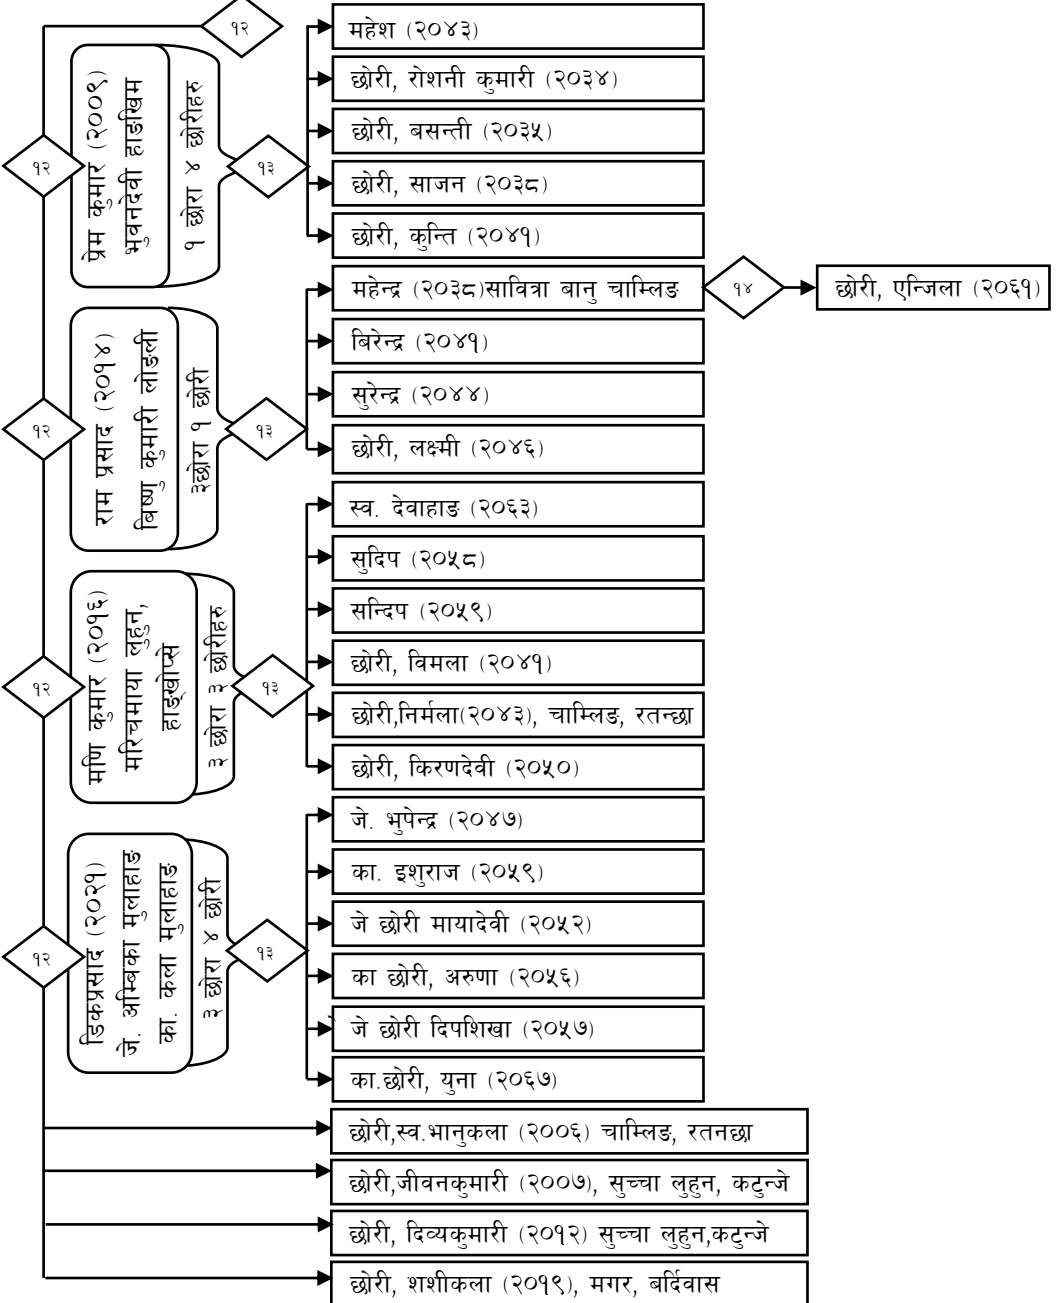 १२
महेश (२०४३)
१२
प्रेम कुमार (२००९)
भुवनदेवी हाङखिम
१ छोरा ४ छोरीहरु
१३
छोरी, रोशनी कुमारी (२०३४)
छोरी, बसन्ती (२०३५)
छोरी, साजन (२०३८)
छोरी, कुन्ति (२०४१)
१२
राम प्रसाद (२०१४)
बिष्णु कुमारी लोङली
३छोरा १ छोरी
१३
महेन्द्र (२०३८)सावित्रा बानु चाम्लिङ
१४
छोरी, एन्जिला (२०६१)
बिरेन्द्र (२०४१)
सुरेन्द्र (२०४४)
छोरी, लक्ष्मी (२०४६)
१२
मणि कुमार (२०१६)
मरिचमाया लुहुन,
हाङ्खोप्से
३ छोरा ३ छोरीहरु
१३
स्व. देवाहाङ (२०६३)
सुदिप (२०५८)
सन्दिप (२०५९)
छोरी, विमला (२०४१)
छोरी,निर्मला(२०४३), चाम्लिङ, रतन्छा
छोरी, किरणदेवी (२०५०)
१२
डिकप्रसाद (२०२१)
जे. अम्बिका मुलाहाङ
का. कला मुलाहाङ
३ छोरा ४ छोरी
१३
जे. भुपेन्द्र (२०४७)
का. इशुराज (२०५९)
जे छोरी मायादेवी (२०५२)
का छोरी, अरुणा (२०५६)
जे छोरी दिपशिखा (२०५७)
का.छोरी, युना (२०६७)
छोरी,स्व.भानुकला (२००६) चाम्लिङ, रतनछा
छोरी,जीवनकुमारी (२००७), सुच्चा लुहुन, कटुन्जे
छोरी, दिव्यकुमारी (२०१२) सुच्चा लुहुन,कटुन्जे
छोरी, शशीकला (२०१९), मगर, बर्दिवास